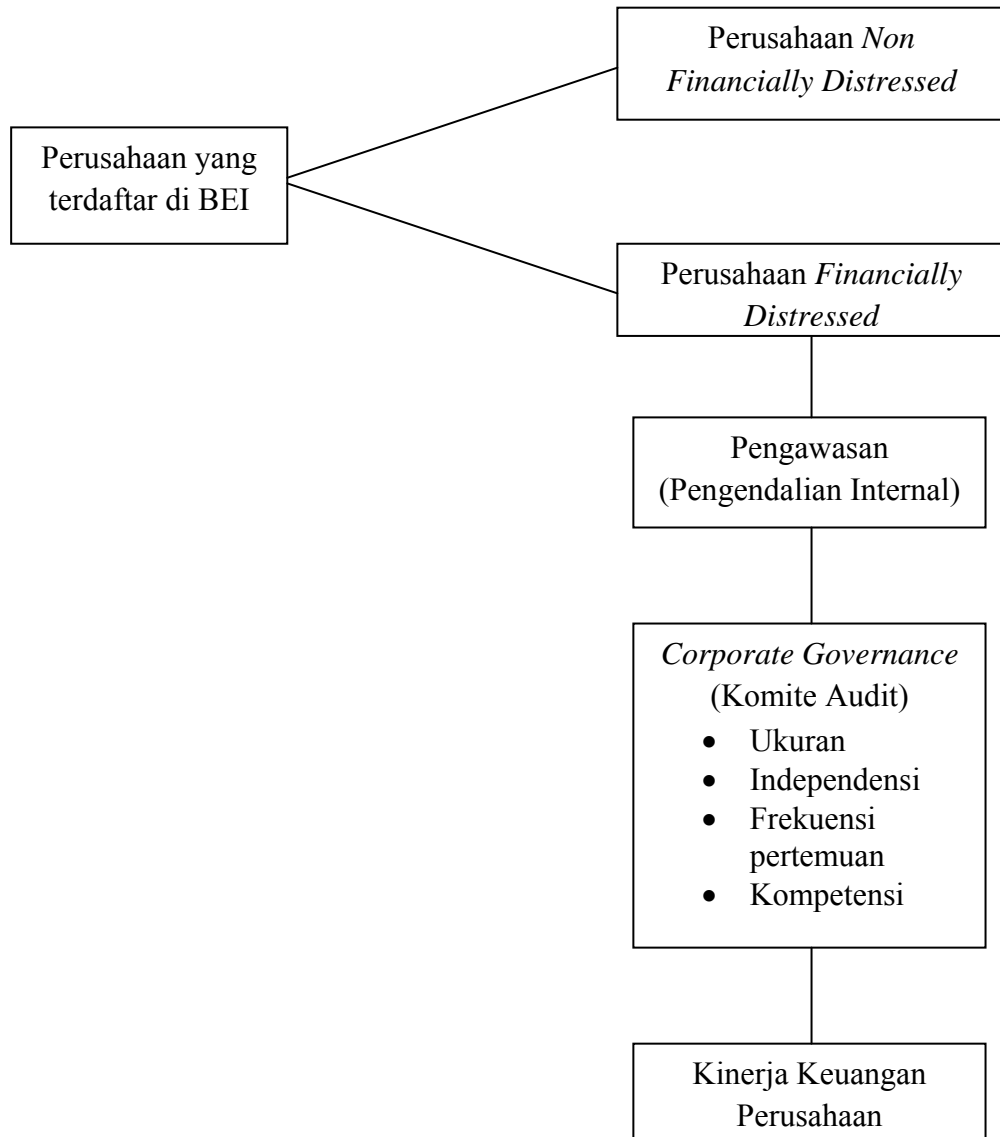 Perusahaan Non
Financially Distressed
Perusahaan yang
terdaftar di BEI
Perusahaan Financially
Distressed
Pengawasan
(Pengendalian Internal)
Corporate Governance
(Komite Audit)
• Ukuran
• Independensi
• Frekuensi
pertemuan
• Kompetensi
Kinerja Keuangan
Perusahaan